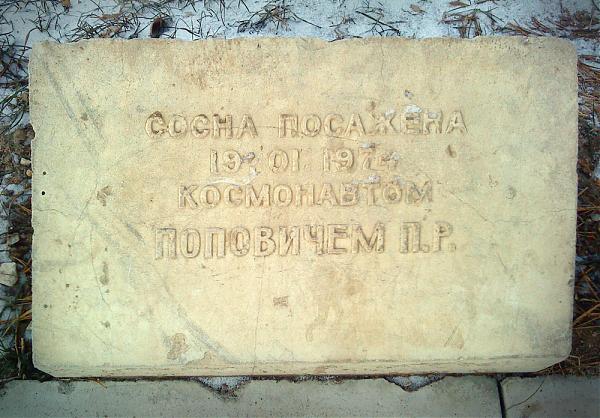 СОСНА ПОСАЖЕНА
19.01.1974
КОСМОНАВТОМ
ПОПОВИЧЕМ П.Р.